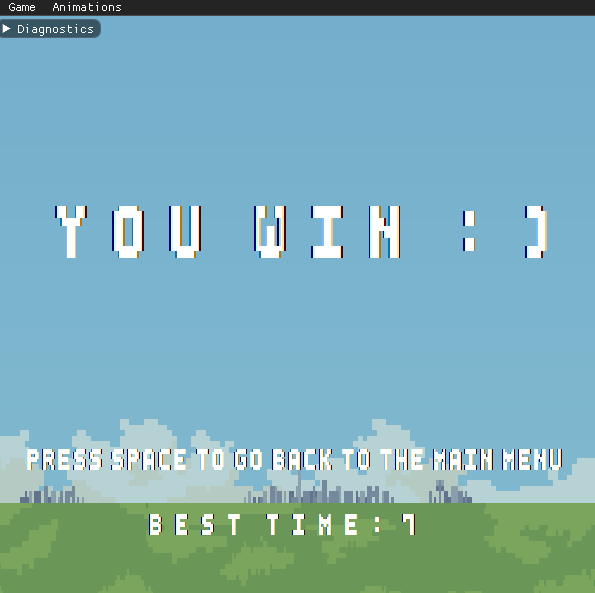 Game Animations
Diagnostics
YOU WIN :)
PRESS SPACE TO GO BACK TO THE MAIN MENU
BEST TIME: 7